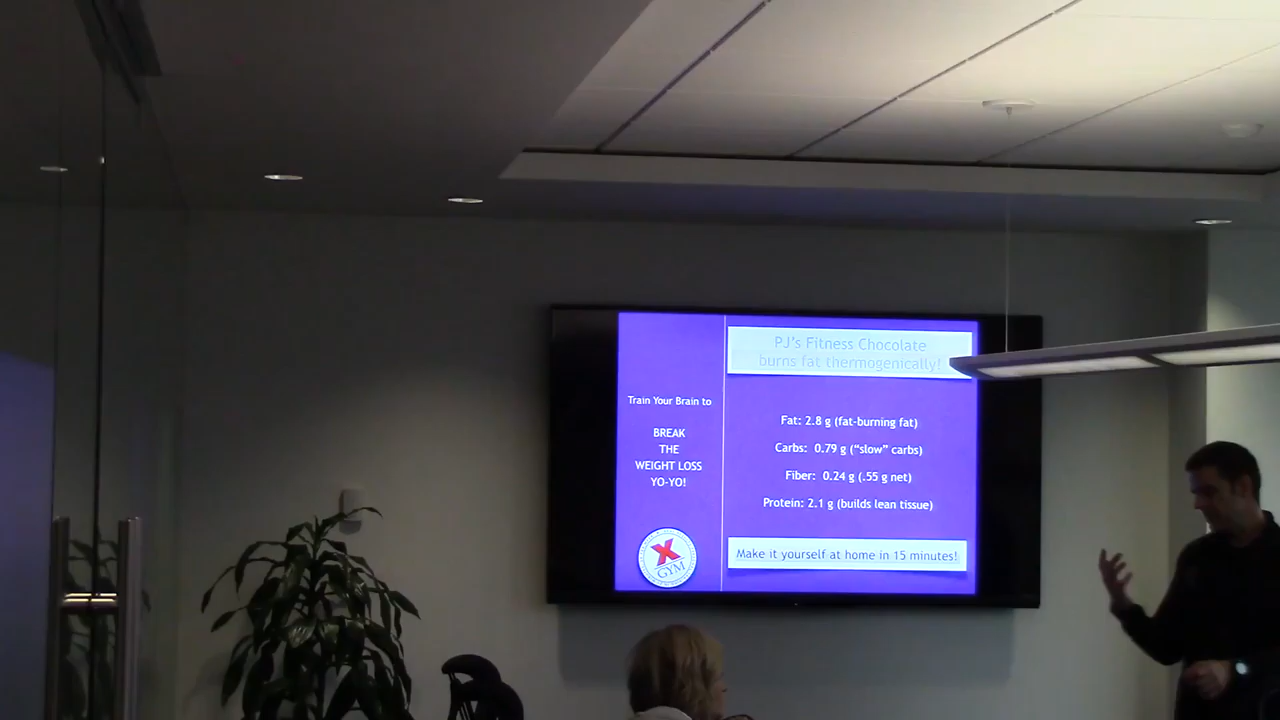 PJ's Fitness Chocolate
burns fat thermogenically!
Train Your Brain to
BREAK
THE
WEIGHT LOSS
YO-YO!
Fat: 2.8 g (fat-burning fat)
Carbs: 0.79 g (“slow” carbs)
Fiber: 0.24 g (.55 g net)
Protein: 2.1 g (builds lean tissue)
Make it yourself at home in 15 minutes!
X
GYM